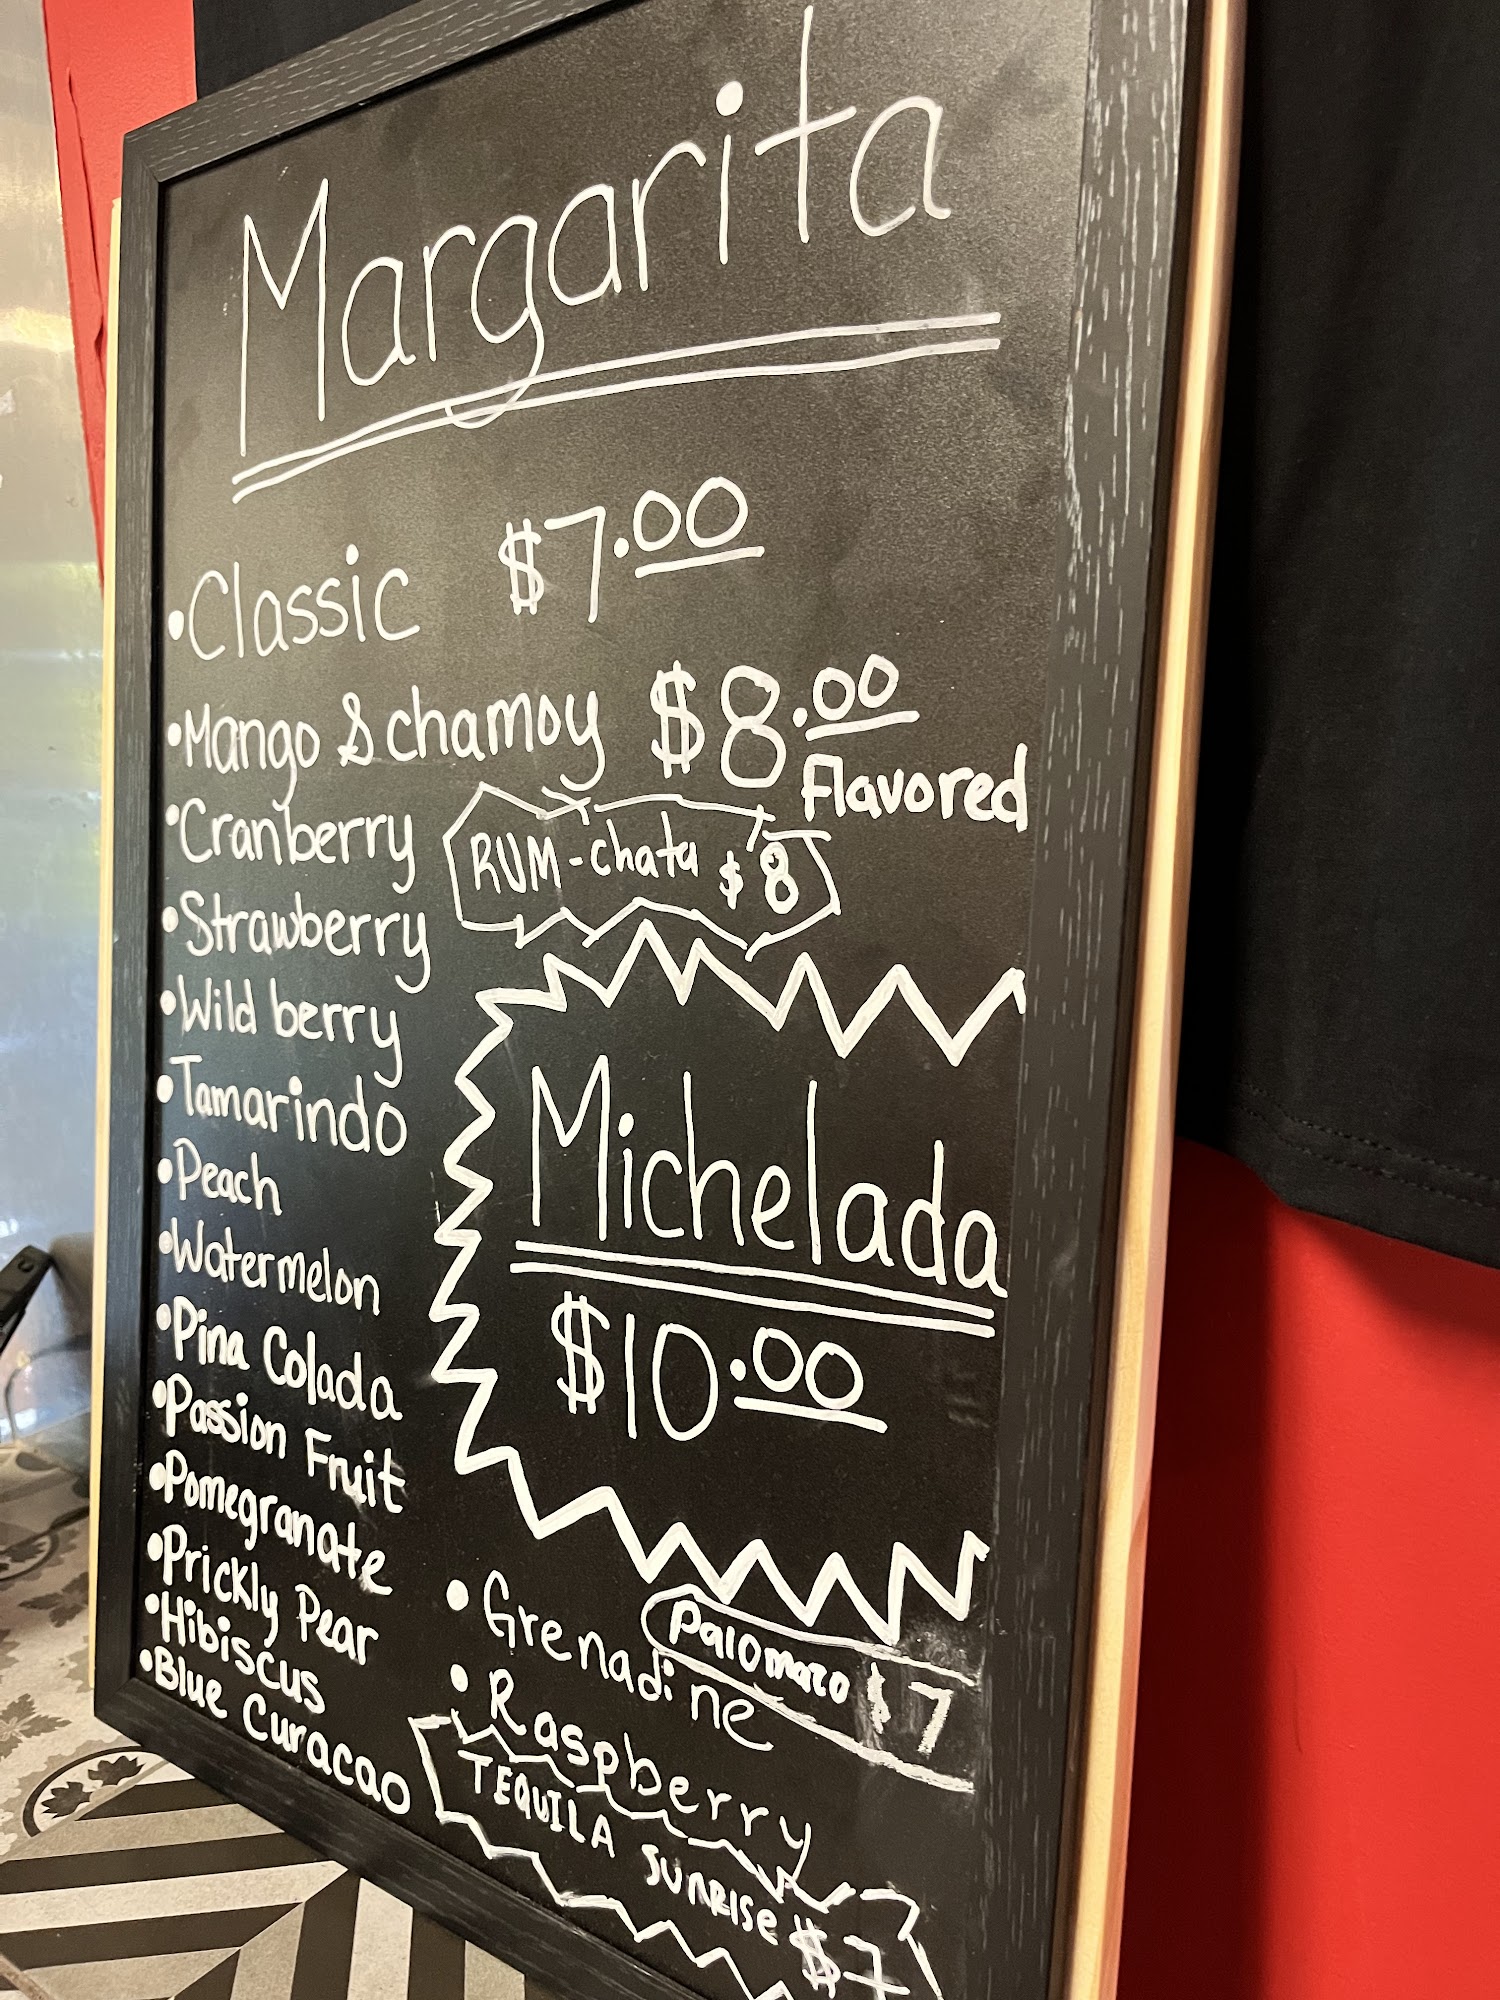 Margarita
•Classic $7.00
•Mango & chamoy $8.00
Flavored
•Cranberry
RUM-chata $8
•Strawberry
•Wild berry
•Tamarindo
•Peach
•Watermelon
•Pina Colada
•Passion Fruit
•Pomegranate
•Prickly Pear
•Hibiscus
•Blue Curacao
Michelada
$10.00
•Grenadine
Palomazo $7
•Raspberry
TEQUILA SUNRISE $7